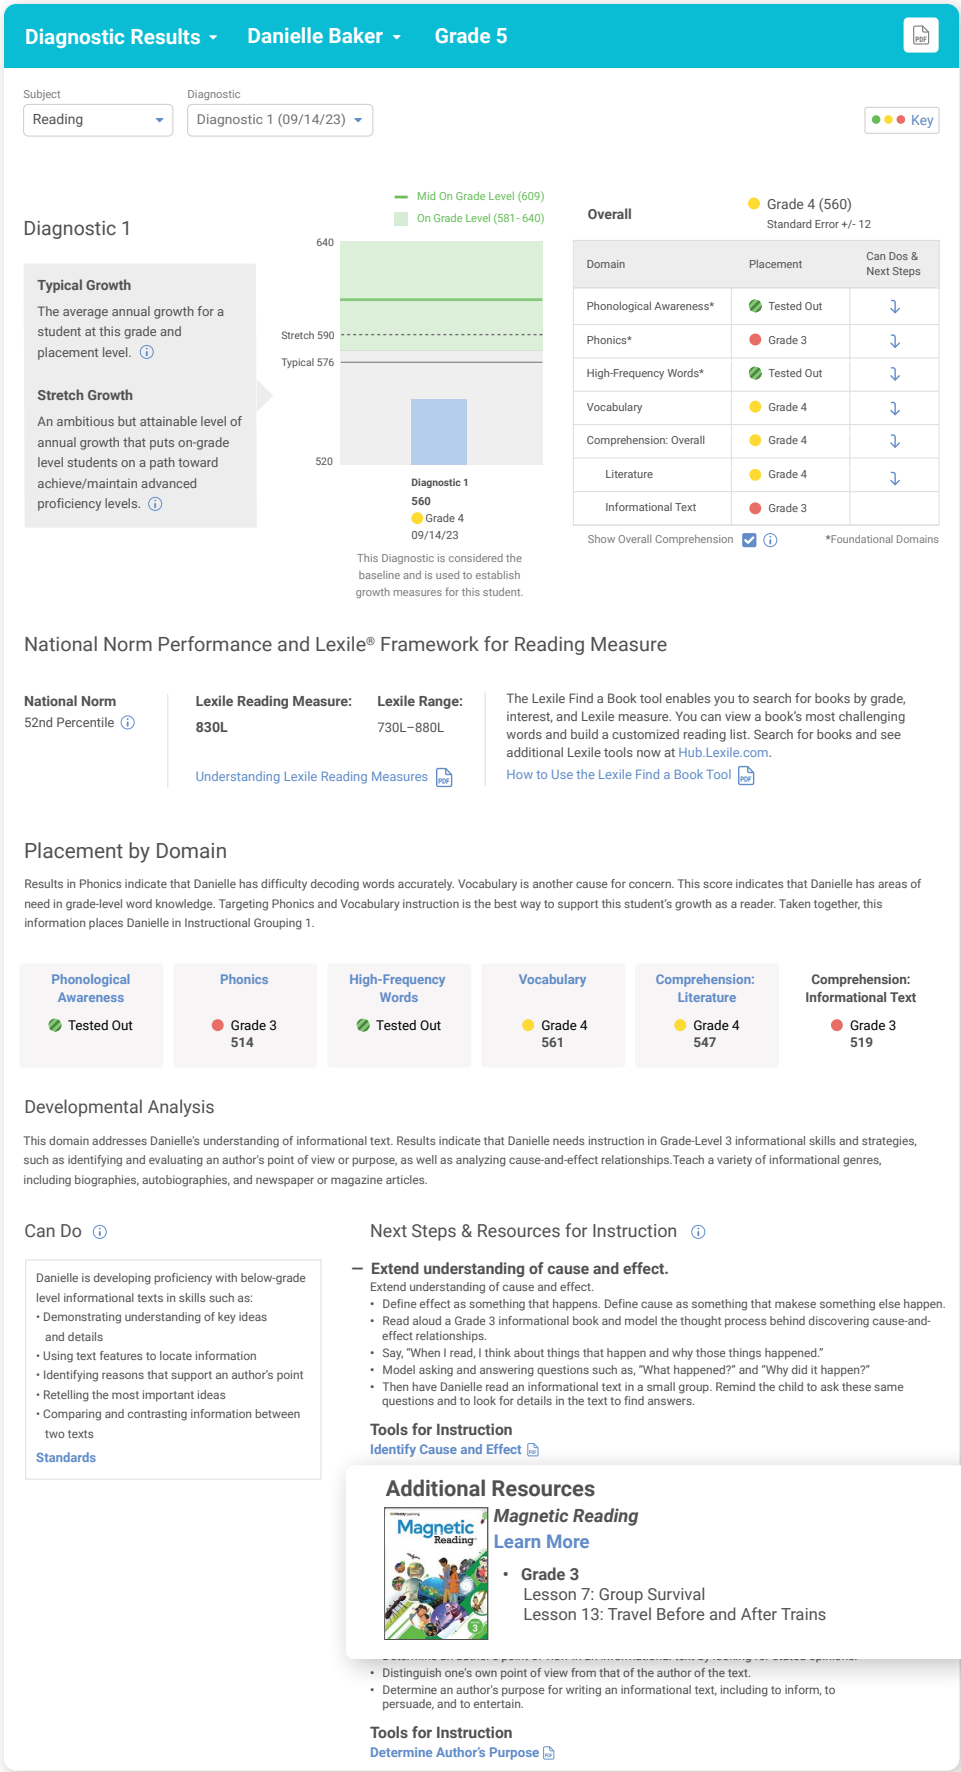 Diagnostic Results
Danielle Baker
Grade 5
PDF
Subject
Diagnostic
Reading
Diagnostic 1 (09/14/23)
Key
Diagnostic 1
Typical Growth
The average annual growth for a
student at this grade and
placement level.
Stretch Growth
An ambitious but attainable level of
annual growth that puts on-grade
level students on a path toward
achieve/maintain advanced
proficiency levels.
Mid On Grade Level (609)
On Grade Level (581- 640)
640
Stretch 590
Typical 576
520
Diagnostic 1
560
Grade 4
09/14/23
This Diagnostic is considered the
baseline and is used to establish
growth measures for this student.
Overall
Grade 4 (560)
Standard Error +/- 12
Domain
Placement
Can Dos &
Next Steps
Phonological Awareness*
Tested Out
Phonics*
Grade 3
High-Frequency Words*
Tested Out
Vocabulary
Grade 4
Comprehension: Overall
Grade 4
Literature
Grade 4
Informational Text
Grade 3
Show Overall Comprehension
*Foundational Domains
National Norm Performance and Lexile® Framework for Reading Measure
National Norm
52nd Percentile
Lexile Reading Measure:
830L
Lexile Range:
730L–880L
Understanding Lexile Reading Measures
PDF
The Lexile Find a Book tool enables you to search for books by grade,
interest, and Lexile measure. You can view a book's most challenging
words and build a customized reading list. Search for books and see
additional Lexile tools now at Hub.Lexile.com.
How to Use the Lexile Find a Book Tool
PDF
Placement by Domain
Results in Phonics indicate that Danielle has difficulty decoding words accurately. Vocabulary is another cause for concern. This score indicates that Danielle has areas of
need in grade-level word knowledge. Targeting Phonics and Vocabulary instruction is the best way to support this student's growth as a reader. Taken together, this
information places Danielle in Instructional Grouping 1.
Phonological
Awareness
Tested Out
Phonics
Grade 3
514
High-Frequency
Words
Tested Out
Vocabulary
Grade 4
561
Comprehension:
Literature
Grade 4
547
Comprehension:
Informational Text
Grade 3
519
Developmental Analysis
This domain addresses Danielle's understanding of informational text. Results indicate that Danielle needs instruction in Grade-Level 3 informational skills and strategies,
such as identifying and evaluating an author's point of view or purpose, as well as analyzing cause-and-effect relationships.Teach a variety of informational genres,
including biographies, autobiographies, and newspaper or magazine articles.
Can Do
Danielle is developing proficiency with below-grade
level informational texts in skills such as:
• Demonstrating understanding of key ideas
and details
• Using text features to locate information
• Identifying reasons that support an author's point
• Retelling the most important ideas
• Comparing and contrasting information between
two texts
Standards
Next Steps & Resources for Instruction
Extend understanding of cause and effect.
Extend understanding of cause and effect.
• Define effect as something that happens. Define cause as something that makese something else happen.
• Read aloud a Grade 3 informational book and model the thought process behind discovering cause-and-
effect relationships.
• Say, "When I read, I think about things that happen and why those things happened."
• Model asking and answering questions such as, "What happened?" and "Why did it happen?"
• Then have Danielle read an informational text in a small group. Remind the child to ask these same
questions and to look for details in the text to find answers.
Tools for Instruction
Identify Cause and Effect
Additional Resources
Magnetic
Reading
3
Magnetic Reading
Learn More
• Grade 3
Lesson 7: Group Survival
Lesson 13: Travel Before and After Trains
• Distinguish one's own point of view from that of the author of the text.
• Determine an author's purpose for writing an informational text, including to inform, to
persuade, and to entertain.
Tools for Instruction
Determine Author's Purpose